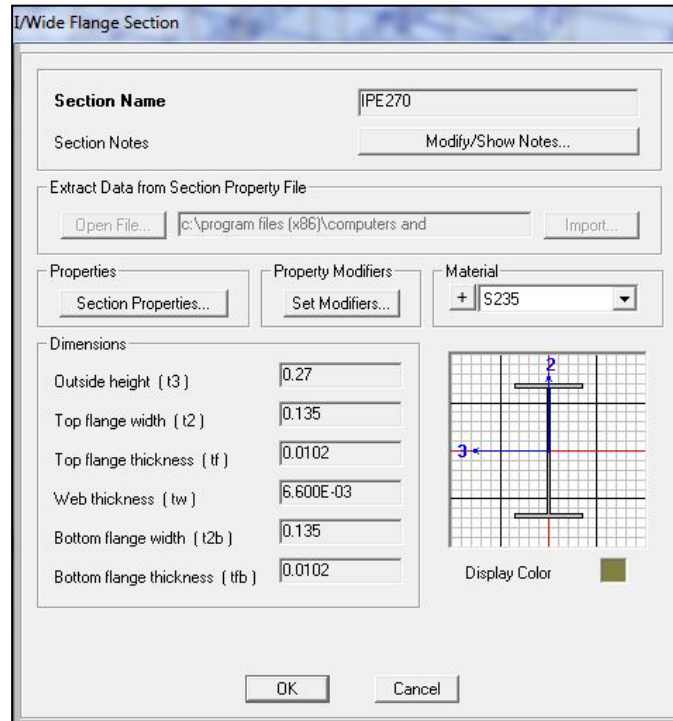 I/Wide Flange Section
Section Name IPE270
Section Notes Modify/Show Notes...
Extract Data from Section Property File
Open File... c:\program files (x86)\computers and Import...
Properties Property Modifiers Material
Section Properties... Set Modifiers... + S235
Dimensions
Outside height ( t3 ) 0.27
Top flange width ( t2 ) 0.135
Top flange thickness ( tf ) 0.0102
Web thickness ( tw ) 6.600E-03
Bottom flange width ( t2b ) 0.135
Bottom flange thickness ( tfb ) 0.0102
2
3
Display Color
OK Cancel